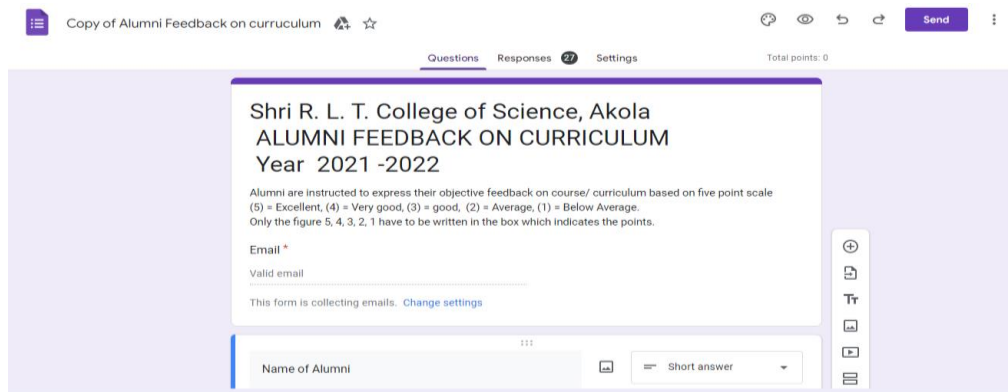 Copy of Alumni Feedback on curruculum
Send
Questions Responses 27 Settings
Total points: 0
Shri R. L. T. College of Science, Akola
ALUMNI FEEDBACK ON CURRICULUM
Year 2021 -2022
Alumni are instructed to express their objective feedback on course/ curriculum based on five point scale
(5) = Excellent, (4) = Very good, (3) = good, (2) = Average, (1) = Below Average.
Only the figure 5, 4, 3, 2, 1 have to be written in the box which indicates the points.
Email *
Valid email
This form is collecting emails. Change settings
Name of Alumni
Short answer
Tт